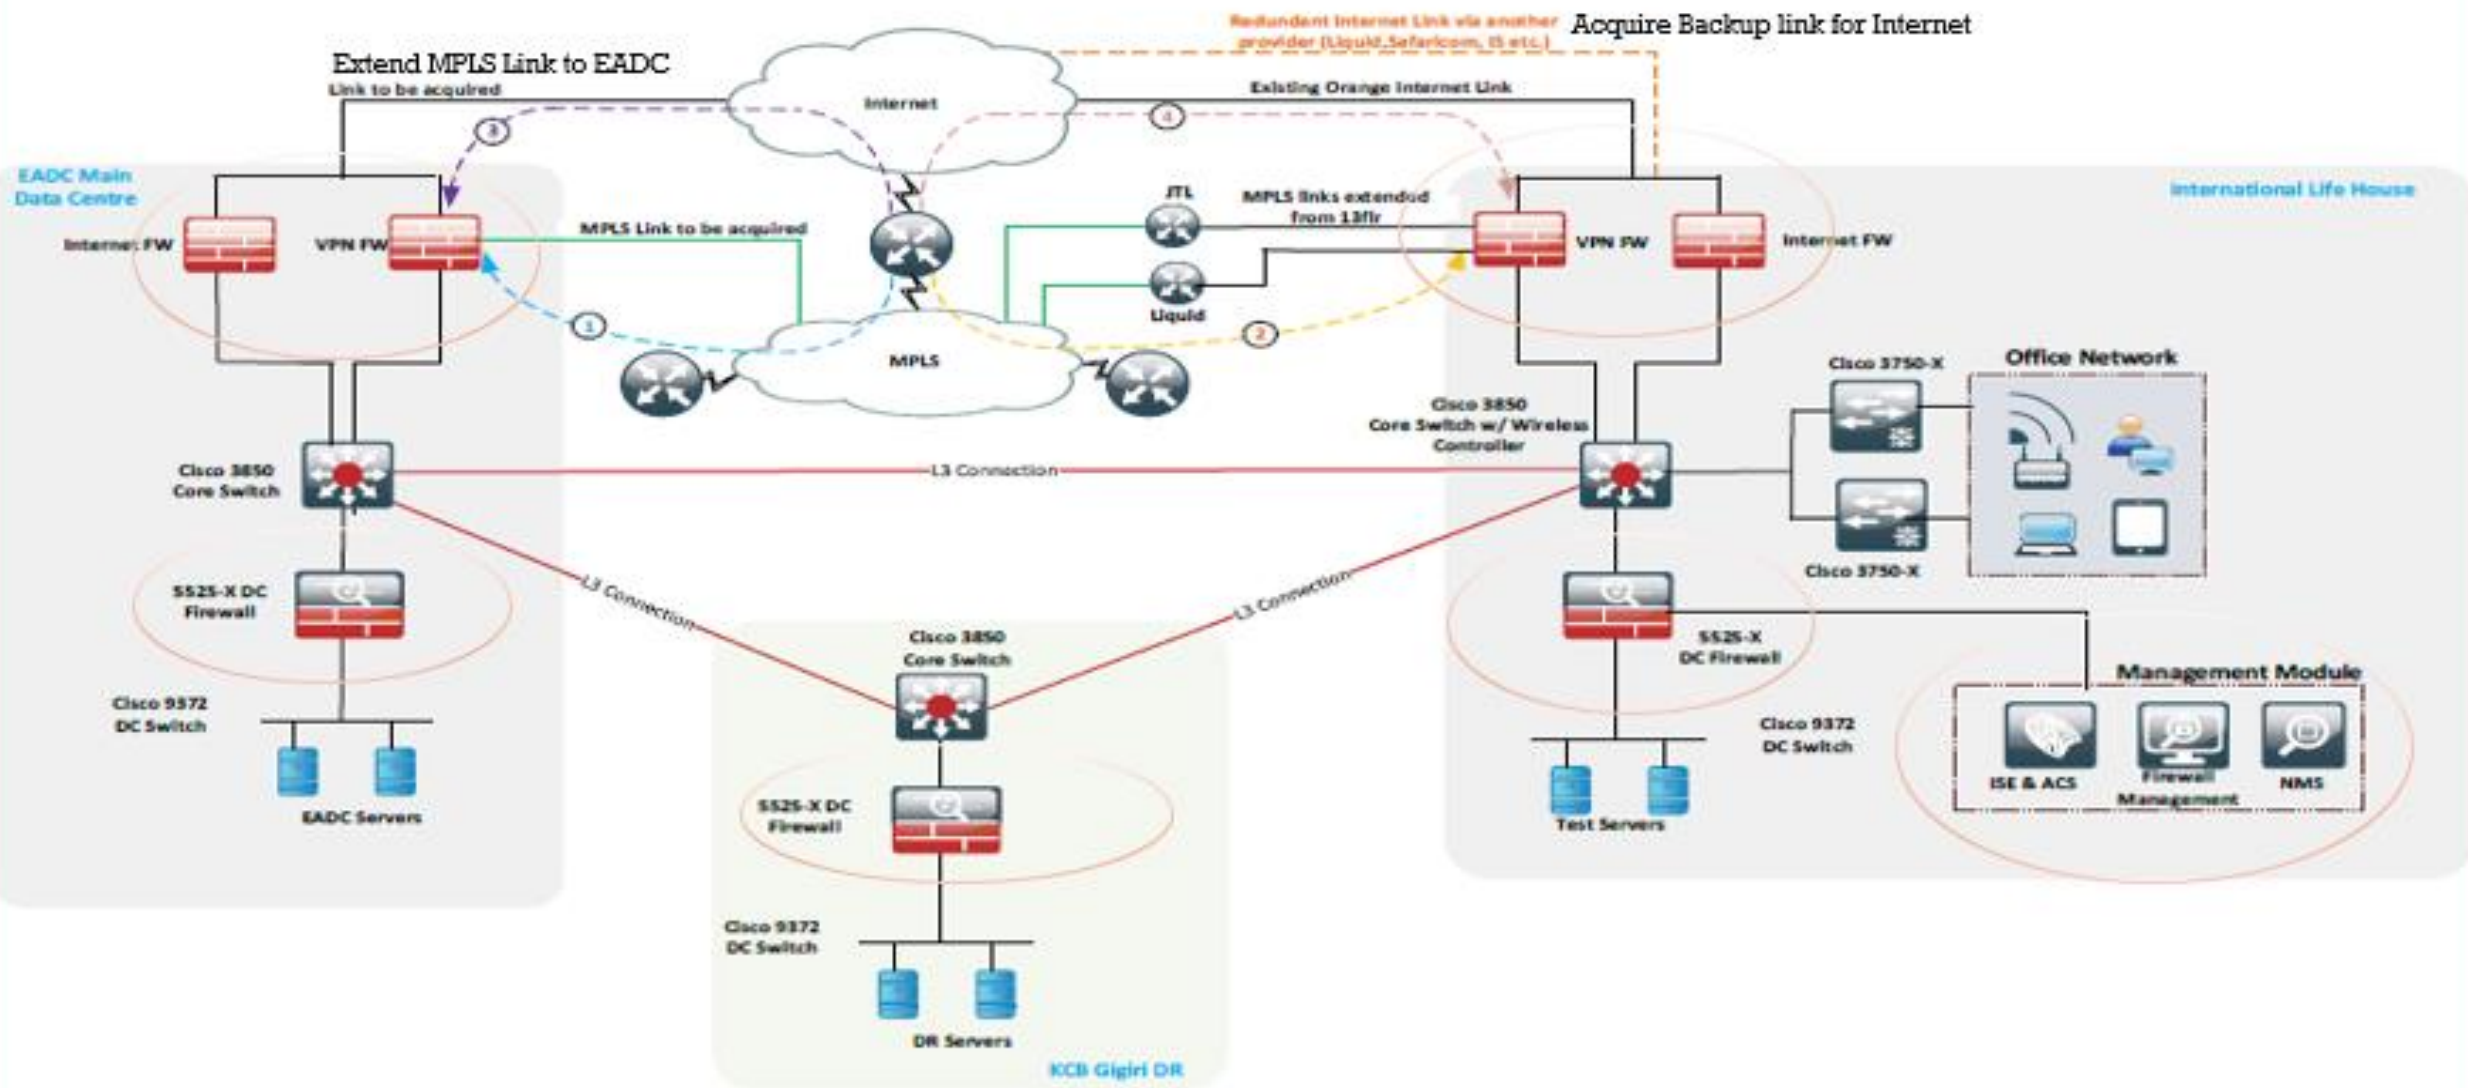 Redundant Internet Link via another
provider (Liquid,Safaricom, IS etc.)
Acquire Backup link for Internet
Extend MPLS Link to EADC
Link to be acquired
Internet
Existing Orange Internet Link
3
4
EADC Main
Data Centre
International Life House
JTL
MPLS links extended
from 13flr
MPLS Link to be acquired
Internet FW
VPN FW
VPN FW
Internet FW
Liquid
1
2
MPLS
Cisco 3750-X
Office Network
Cisco 3850
Core Switch w/ Wireless
Controller
Cisco 3850
Core Switch
L3 Connection
Cisco 3750-X
L3 Connection
L3 Connection
5525-X DC
Firewall
Cisco 3850
Core Switch
5525-X
DC Firewall
Management Module
Cisco 9372
DC Switch
Cisco 9372
DC Switch
ISE & ACS
Firewall
Management
NMS
EADC Servers
5525-X DC
Firewall
Test Servers
Cisco 9372
DC Switch
DR Servers
KCB Gigiri DR